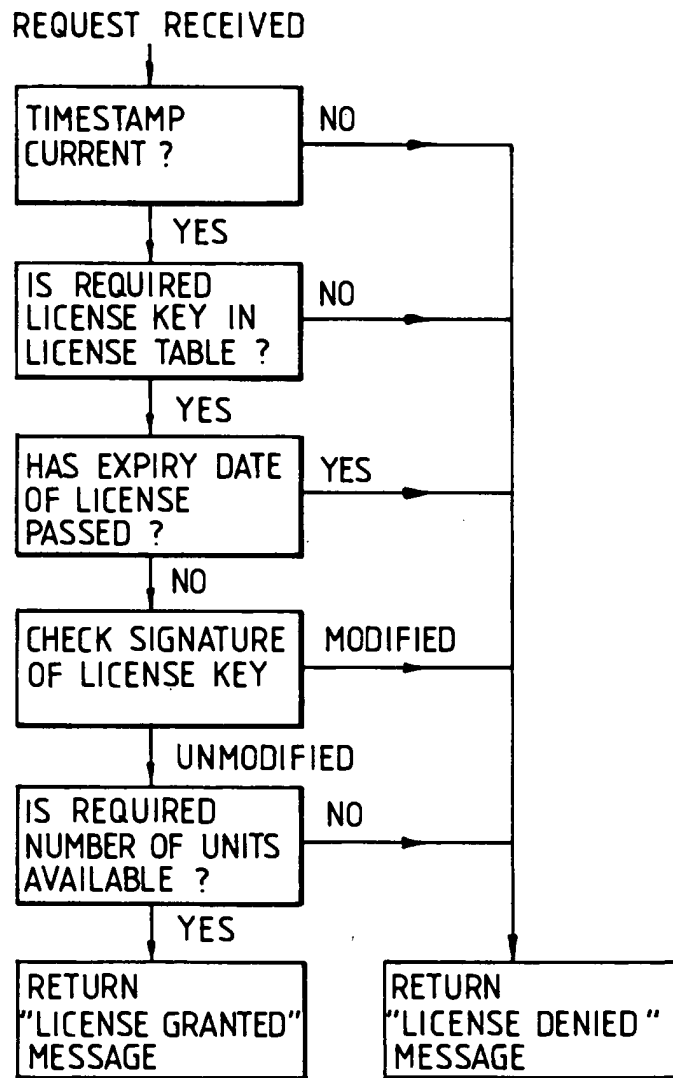 REQUEST RECEIVED
TIMESTAMP
CURRENT ?
NO
YES
IS REQUIRED
LICENSE KEY IN
LICENSE TABLE ?
NO
YES
HAS EXPIRY DATE
OF LICENSE
PASSED ?
YES
NO
CHECK SIGNATURE
OF LICENSE KEY
MODIFIED
UNMODIFIED
IS REQUIRED
NUMBER OF UNITS
AVAILABLE ?
NO
YES
RETURN
"LICENSE GRANTED"
MESSAGE
RETURN
"LICENSE DENIED"
MESSAGE